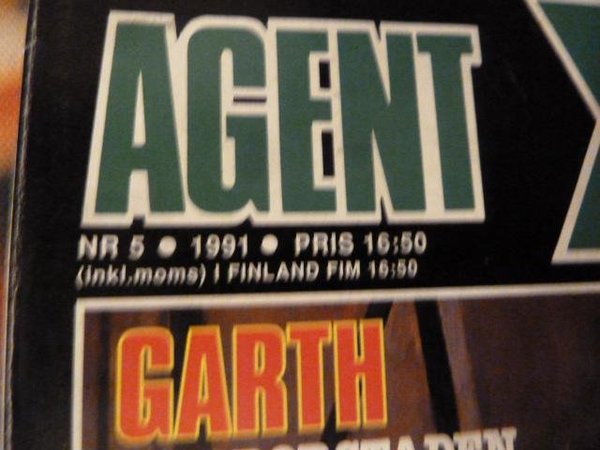 AGENT
NR 5 • 1991 • PRIS 16:50
(inkl.moms) I FINLAND FIM 16:50
GARTH